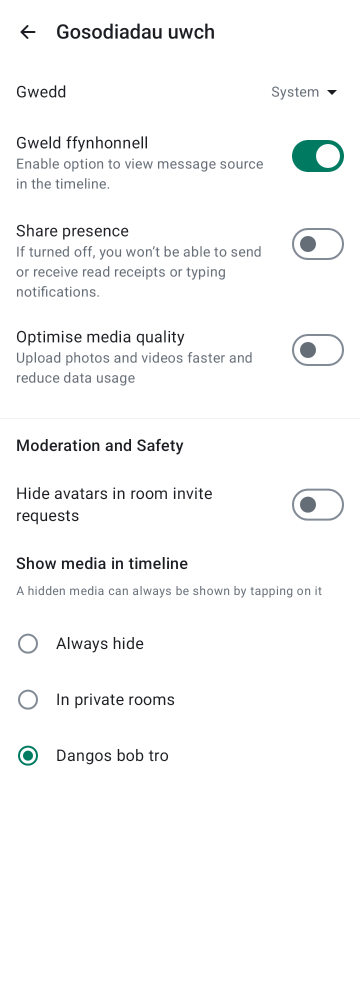 Gosodiadau uwch
Gwedd
System
Gweld ffynhonnell
Enable option to view message source
in the timeline.
Share presence
If turned off, you won't be able to send
or receive read receipts or typing
notifications.
Optimise media quality
Upload photos and videos faster and
reduce data usage
Moderation and Safety
Hide avatars in room invite
requests
Show media in timeline
A hidden media can always be shown by tapping on it
Always hide
In private rooms
Dangos bob tro